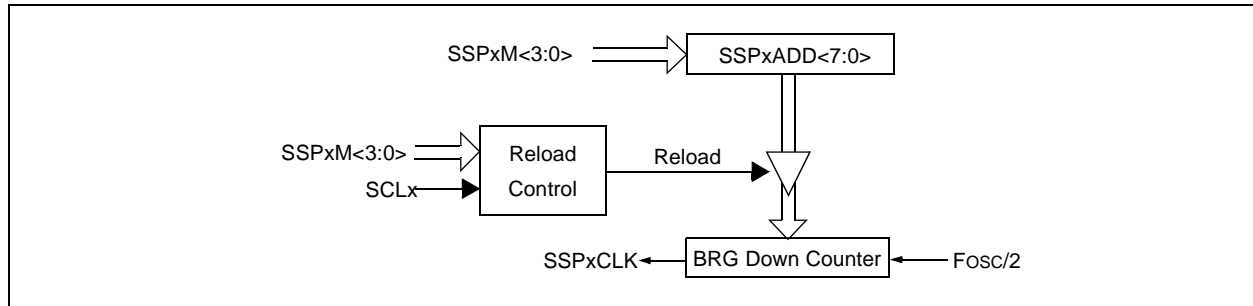 SSPxM<3:0>
SSPxADD<7:0>
SSPxM<3:0>
Reload
Control
Reload
SCLx
SSPxCLK
BRG Down Counter
FOSC/2